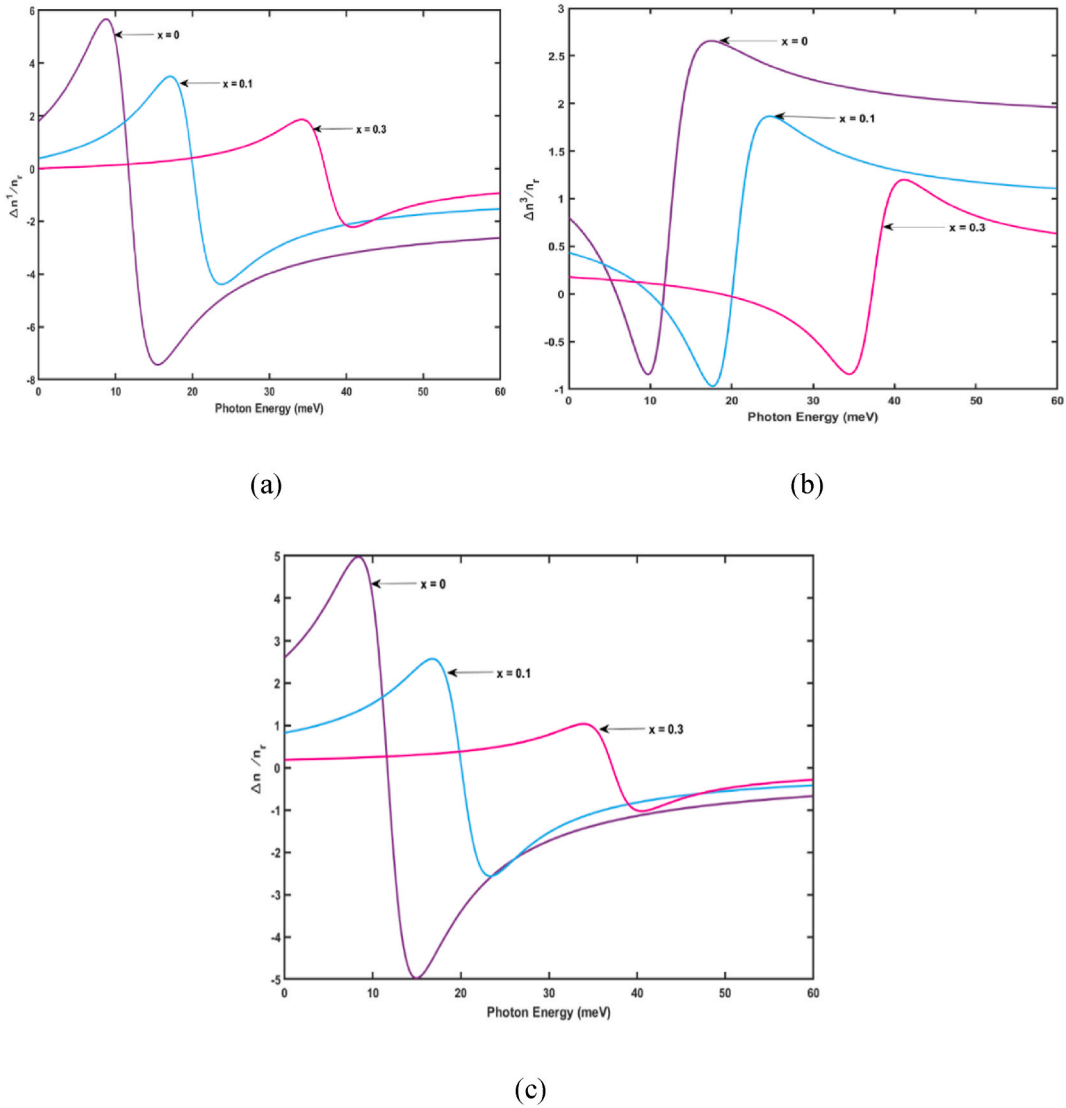 6
4
2
0
-2
-4
-6
-8
Δn¹/nᵣ
x = 0
x = 0.1
x = 0.3
0 10 20 30 40 50 60
Photon Energy (meV)
(a)
3
2.5
2
1.5
1
0.5
0
-0.5
-1
Δn³/nᵣ
x = 0
x = 0.1
x = 0.3
0 10 20 30 40 50 60
Photon Energy (meV)
(b)
5
4
3
2
1
0
-1
-2
-3
-4
-5
Δn /nᵣ
x = 0
x = 0.1
x = 0.3
0 10 20 30 40 50 60
Photon Energy (meV)
(c)